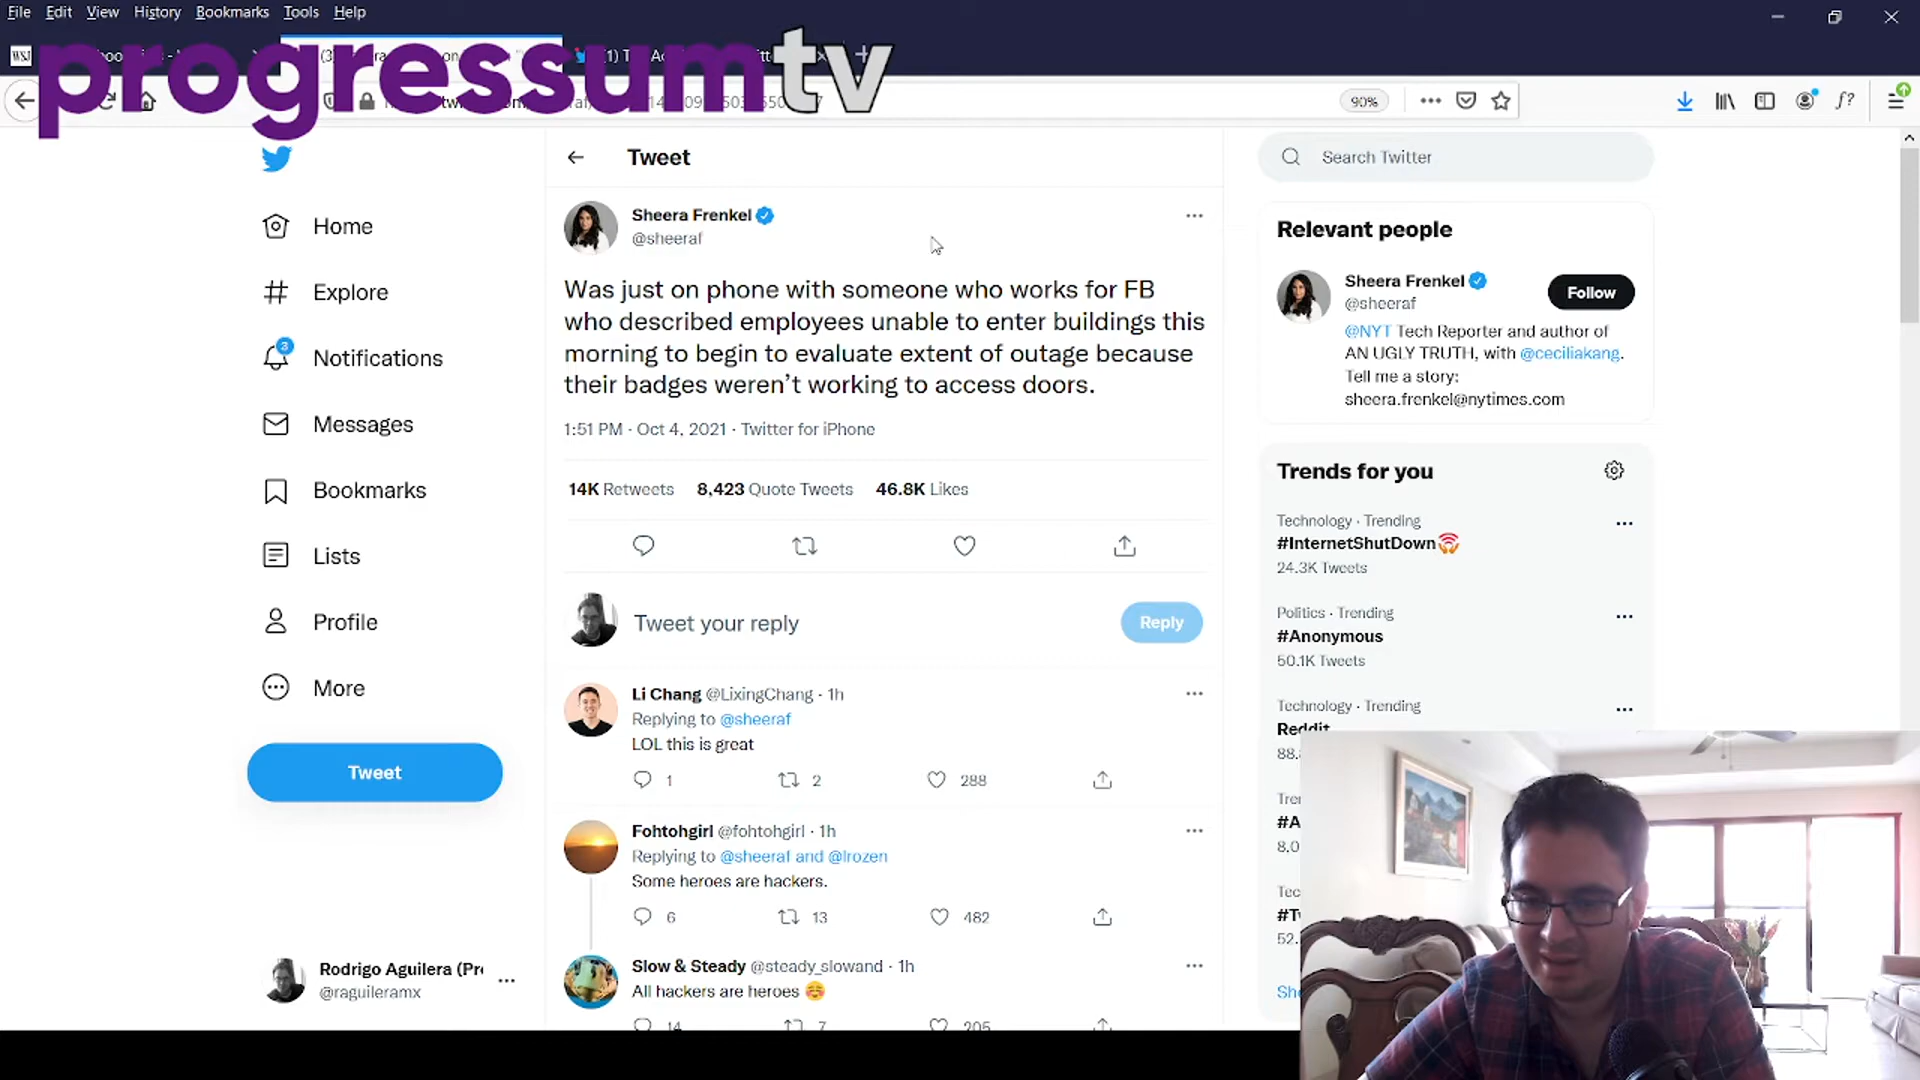 File Edit View History Bookmarks Tools Help
progressumtv
90%
Tweet
Search Twitter
Sheera Frenkel
@sheeraf
Was just on phone with someone who works for FB
who described employees unable to enter buildings this
morning to begin to evaluate extent of outage because
their badges weren't working to access doors.
1:51 PM · Oct 4, 2021 · Twitter for iPhone
14K Retweets 8,423 Quote Tweets 46.8K Likes
Tweet your reply
Reply
Li Chang @LixingChang · 1h
Replying to @sheeraf
LOL this is great
1 2 288
Fohtohgirl @fohtohgirl · 1h
Replying to @sheeraf and @lrozen
Some heroes are hackers.
6 13 482
Slow & Steady @steady_slowand · 1h
All hackers are heroes ☺️
14 7 205
Home
Explore
3
Notifications
Messages
Bookmarks
Lists
Profile
More
Tweet
Rodrigo Aguilera (Pr
@raguileramx
Relevant people
Sheera Frenkel
@sheeraf
Follow
@NYT Tech Reporter and author of
AN UGLY TRUTH, with @ceciliakang.
Tell me a story:
sheera.frenkel@nytimes.com
Trends for you
Technology · Trending
#InternetShutDown
24.3K Tweets
Politics · Trending
#Anonymous
50.1K Tweets
Technology · Trending
Reddit